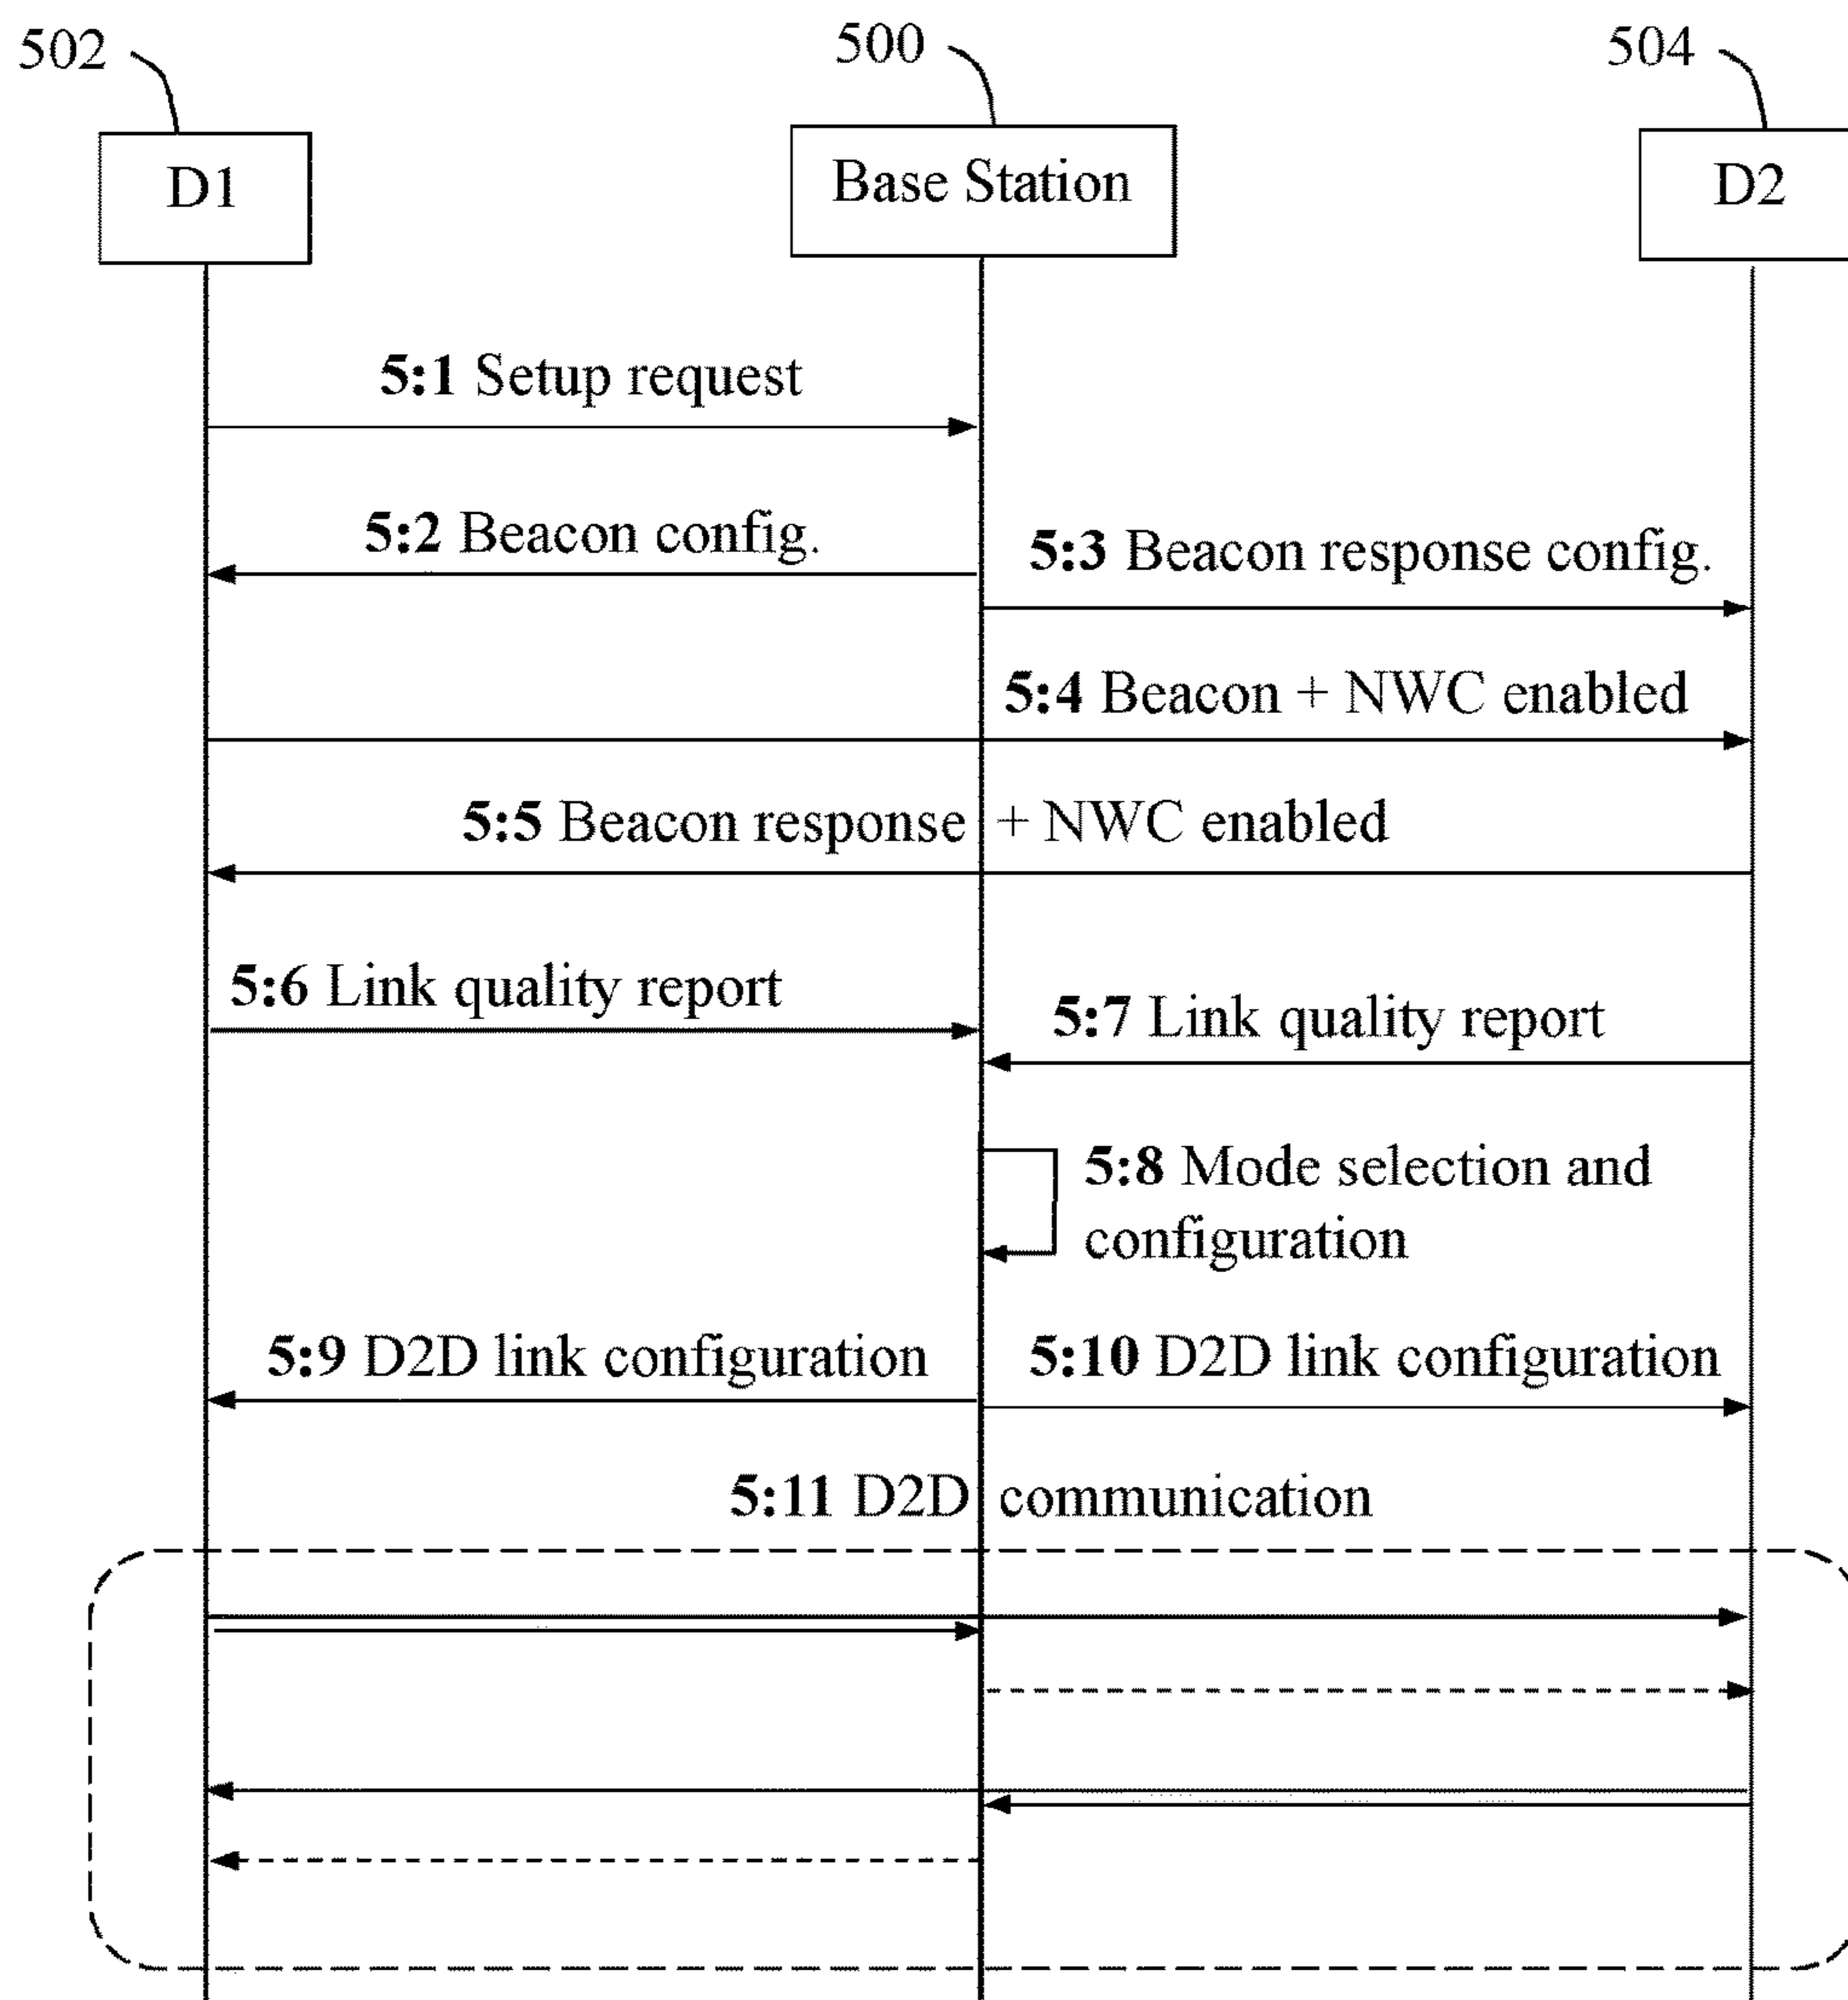 502
500
504
D1
Base Station
D2
5:1 Setup request
5:2 Beacon config.
5:3 Beacon response config.
5:4 Beacon + NWC enabled
5:5 Beacon response + NWC enabled
5:6 Link quality report
5:7 Link quality report
5:8 Mode selection and
configuration
5:9 D2D link configuration
5:10 D2D link configuration
5:11 D2D communication